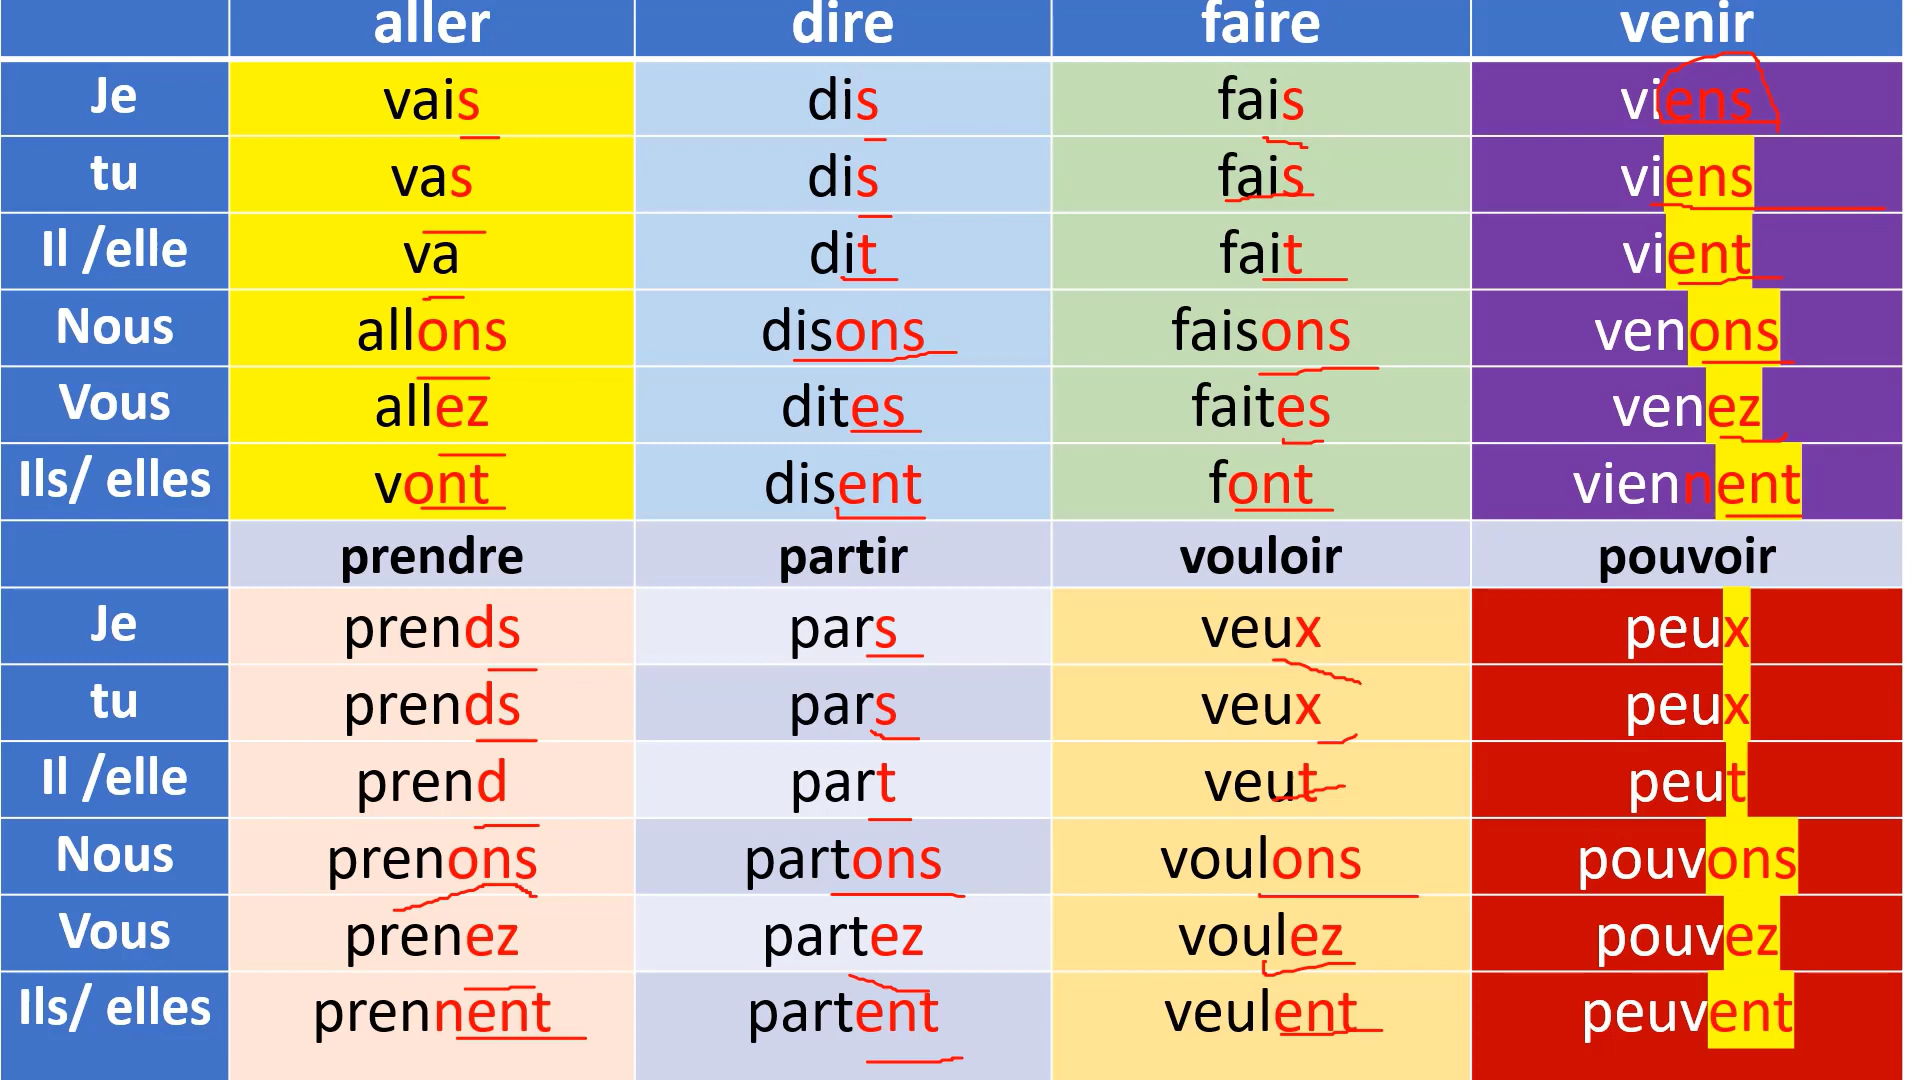 aller dire faire venir
Je vais dis fais viens
tu vas dis fais viens
Il /elle va dit fait vient
Nous allons disons faisons venons
Vous allez dites faites venez
Ils/ elles vont disent font viennent
prendre partir vouloir pouvoir
Je prends pars veux peux
tu prends pars veux peux
Il /elle prend part veut peut
Nous prenons partons voulons pouvons
Vous prenez partez voulez pouvez
Ils/ elles prennent partent veulent peuvent